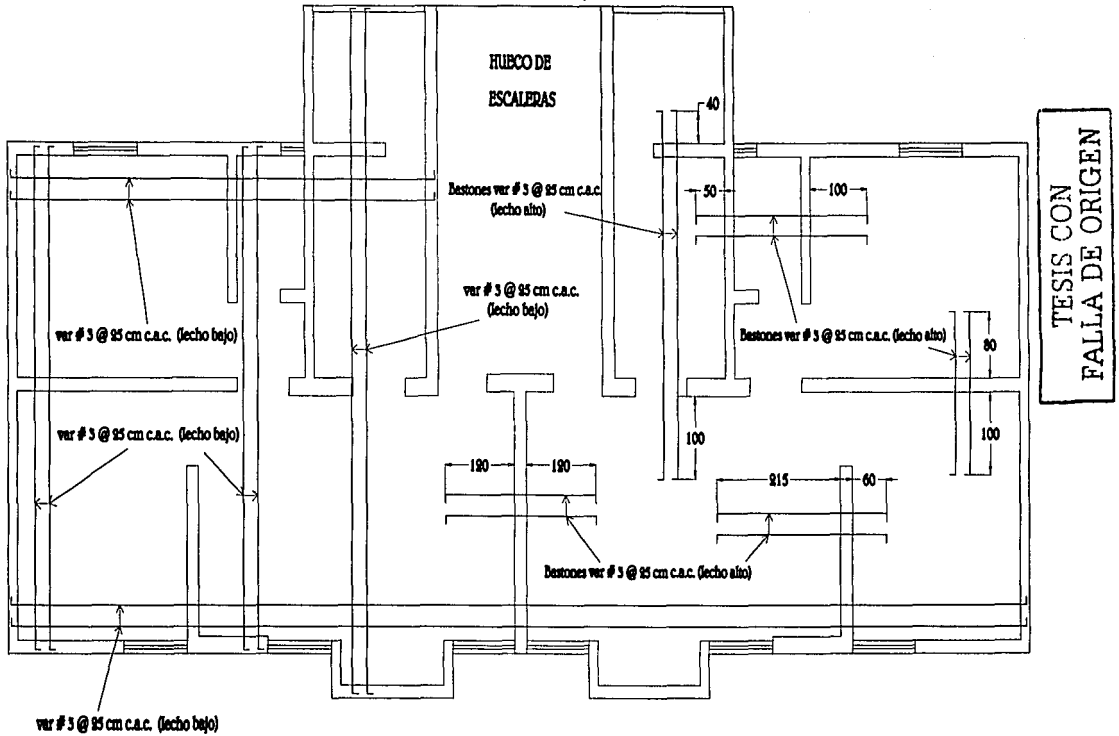 HUECO DE
ESCALERAS
40
Bastones var # 3 @ 25 cm c.a.c.
(lecho alto)
50
100
var # 3 @ 25 cm c.a.c.
(lecho bajo)
var # 3 @ 25 cm c.a.c. (lecho bajo)
Bastones var # 3 @ 25 cm c.a.c. (lecho alto)
80
100
var # 3 @ 25 cm c.a.c. (lecho bajo)
100
120
120
215
60
Bastones var # 3 @ 25 cm c.a.c. (lecho alto)
var # 3 @ 25 cm c.a.c. (lecho bajo)
TESIS CON
FALLA DE ORIGEN